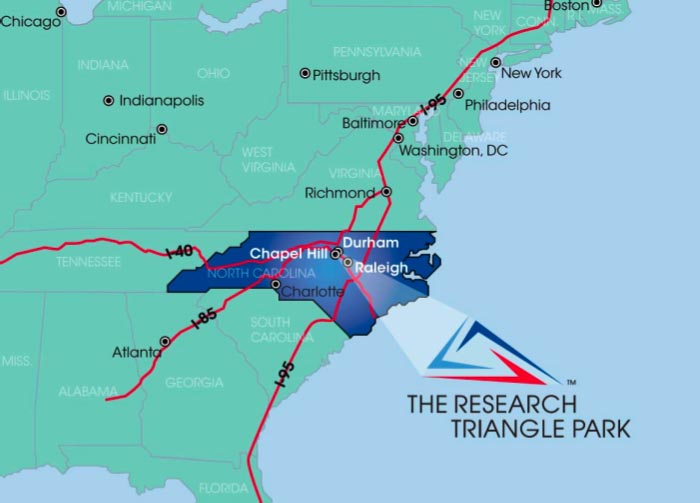 MICHIGAN
Boston
MASS.
R.I.
CONN.
NEW
YORK
Chicago
PENNSYLVANIA
INDIANA
OHIO
Pittsburgh
NEW
JERSEY
New York
ILLINOIS
Indianapolis
I-95
Philadelphia
MARYLAND
Baltimore
Cincinnati
DELAWARE
Washington, DC
WEST
VIRGINIA
VIRGINIA
Richmond
KENTUCKY
I-40
Durham
Chapel Hill
Raleigh
TENNESSEE
NORTH CAROLINA
Charlotte
I-85
SOUTH
CAROLINA
Atlanta
MISS.
ALABAMA
GEORGIA
I-95
TM
THE RESEARCH
TRIANGLE PARK
FLORIDA